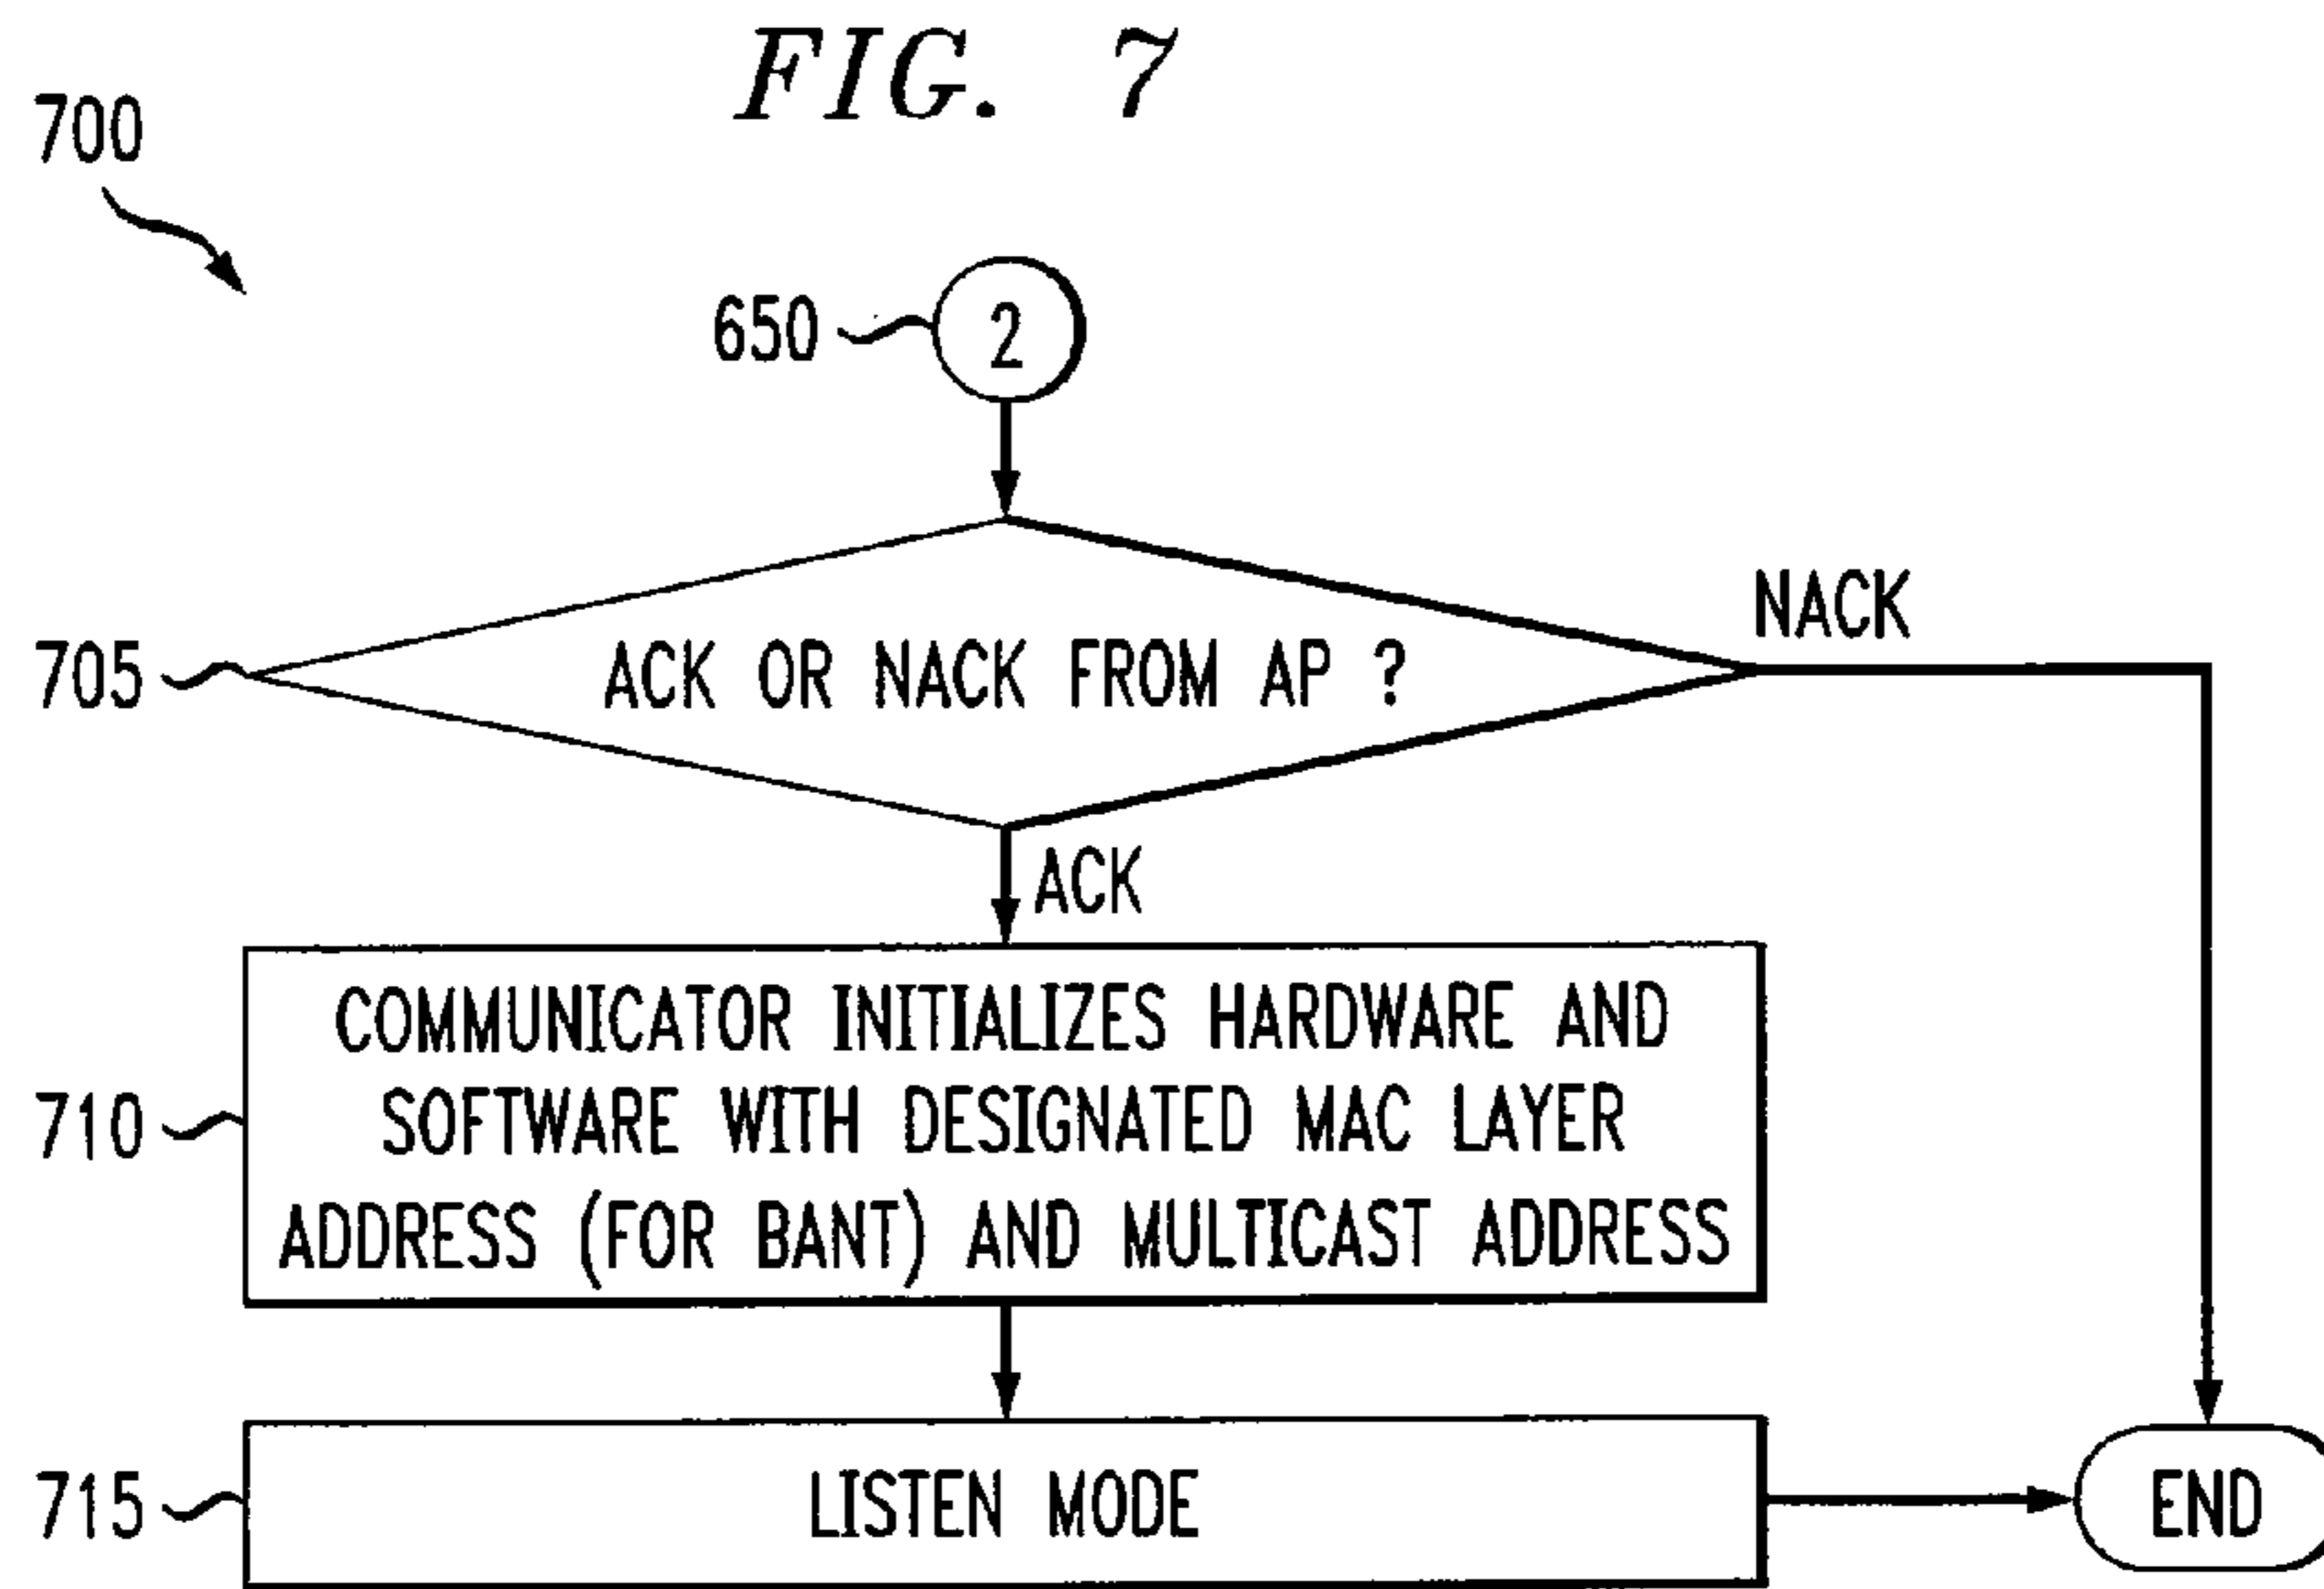 FIG. 7
700
650
2
705
ACK OR NACK FROM AP ?
NACK
ACK
710
COMMUNICATOR INITIALIZES HARDWARE AND
SOFTWARE WITH DESIGNATED MAC LAYER
ADDRESS (FOR BANT) AND MULTICAST ADDRESS
715
LISTEN MODE
END